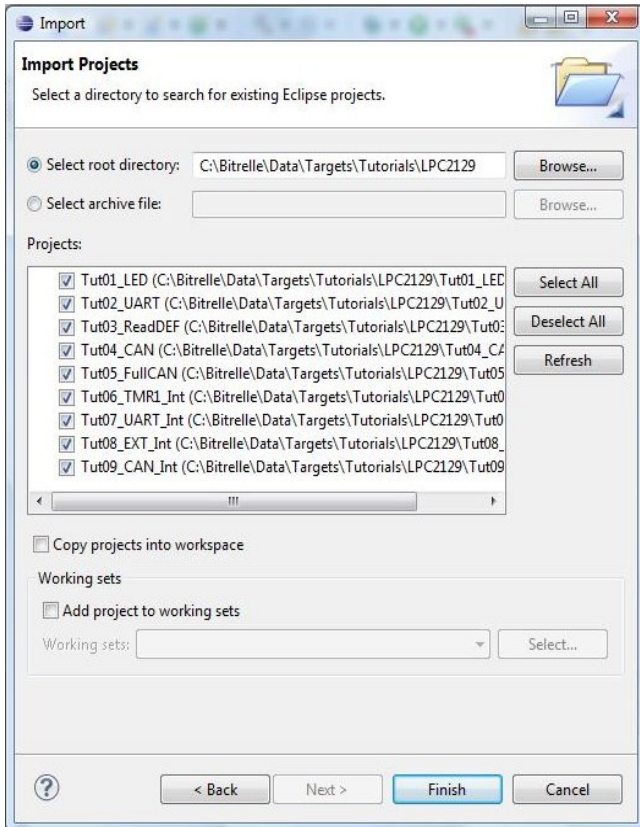 Import
Import Projects
Select a directory to search for existing Eclipse projects.
Select root directory: C:\Bitrelle\Data\Targets\Tutorials\LPC2129 Browse...
Select archive file: Browse...
Projects:
Tut01_LED (C:\Bitrelle\Data\Targets\Tutorials\LPC2129\Tut01_LED
Tut02_UART (C:\Bitrelle\Data\Targets\Tutorials\LPC2129\Tut02_U
Tut03_ReadDEF (C:\Bitrelle\Data\Targets\Tutorials\LPC2129\Tut03
Tut04_CAN (C:\Bitrelle\Data\Targets\Tutorials\LPC2129\Tut04_CA
Tut05_FullCAN (C:\Bitrelle\Data\Targets\Tutorials\LPC2129\Tut05
Tut06_TMR1_Int (C:\Bitrelle\Data\Targets\Tutorials\LPC2129\Tut0
Tut07_UART_Int (C:\Bitrelle\Data\Targets\Tutorials\LPC2129\Tut0
Tut08_EXT_Int (C:\Bitrelle\Data\Targets\Tutorials\LPC2129\Tut08_
Tut09_CAN_Int (C:\Bitrelle\Data\Targets\Tutorials\LPC2129\Tut09
Select All
Deselect All
Refresh
Copy projects into workspace
Working sets
Add project to working sets
Working sets: Select...
? < Back Next > Finish Cancel